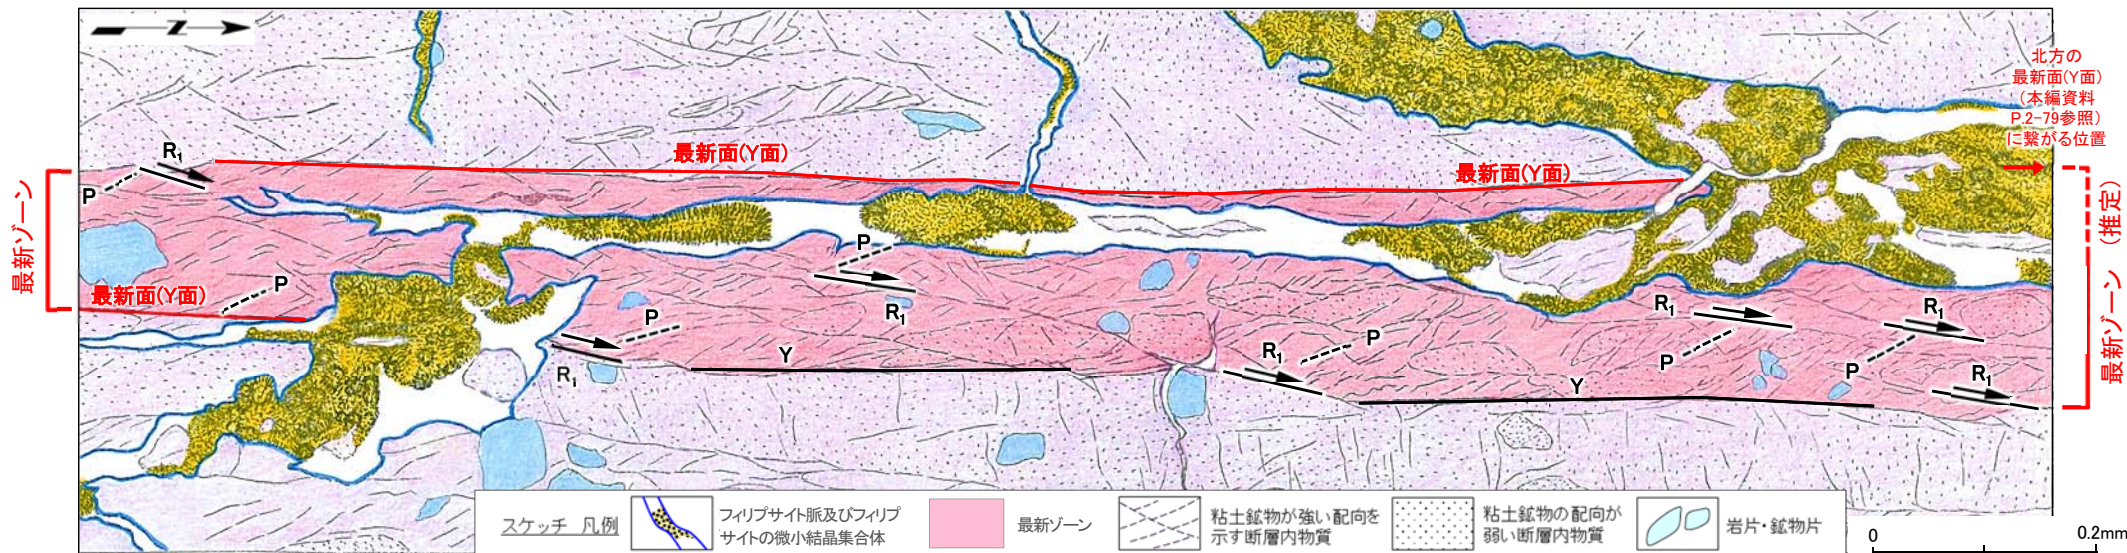 Z
北方の
最新面(Y面)
(本編資料
P.2-79参照)
に繋がる位置
R1
P
最新面(Y面)
最新面(Y面)
最新ゾーン
最新ゾーン(推定)
最新面(Y面)
P
P
R1
P
R1
Y
R1
P
R1
P
Y
R1
P
R1
スケッチ 凡例
フィリプサイト脈及びフィリプ
サイトの微小結晶集合体
最新ゾーン
粘土鉱物が強い配向を
示す断層内物質
粘土鉱物の配向が
弱い断層内物質
岩片・鉱物片
0 0.2mm